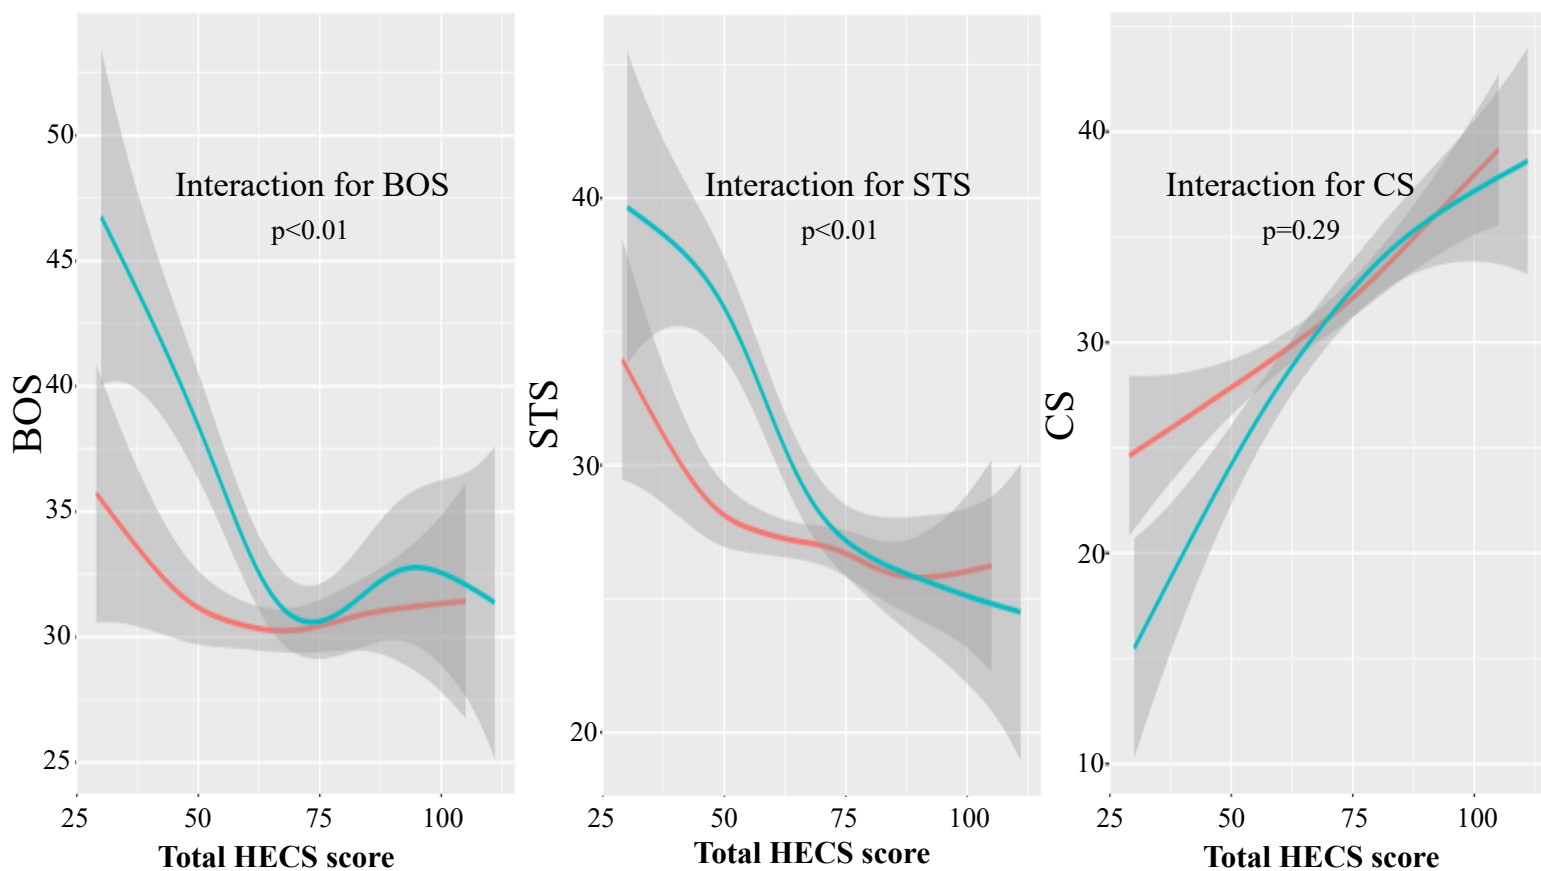 BOS
50
45
40
35
30
25
Interaction for BOS
p<0.01
25 50 75 100
Total HECS score
STS
40
30
20
Interaction for STS
p<0.01
25 50 75 100
Total HECS score
CS
40
30
20
10
Interaction for CS
p=0.29
25 50 75 100
Total HECS score